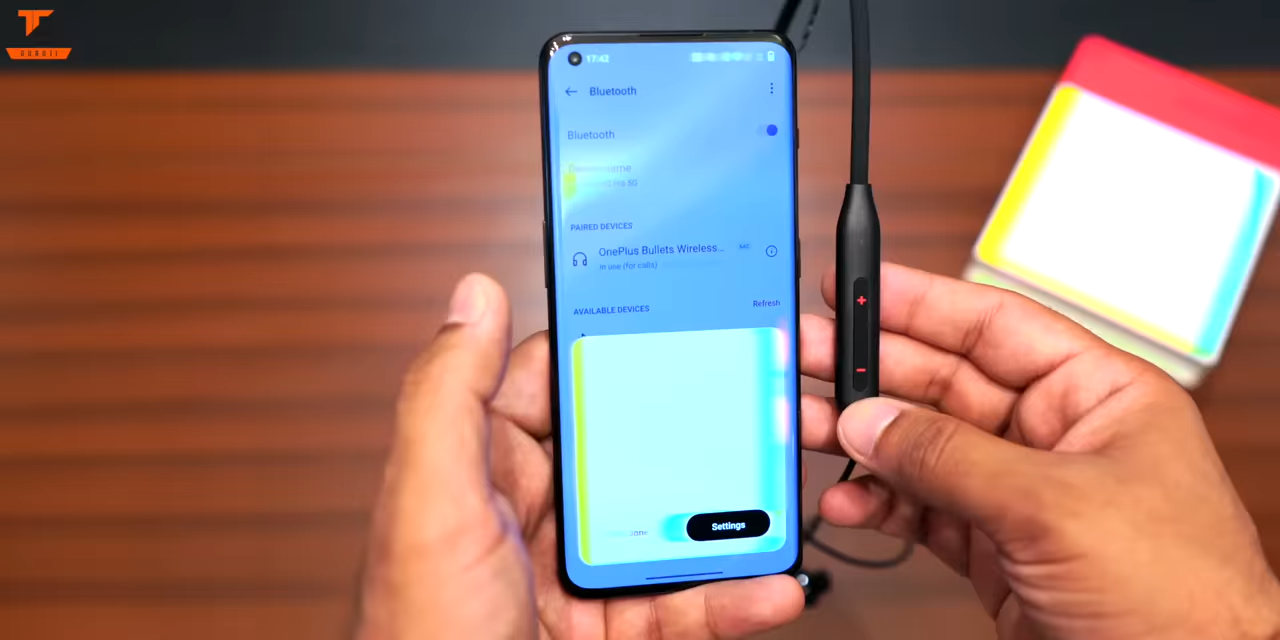 17:42
Bluetooth
Bluetooth
PAIRED DEVICES
OnePlus Bullets Wireless...
In use (for calls)
AVAILABLE DEVICES
Refresh
Settings